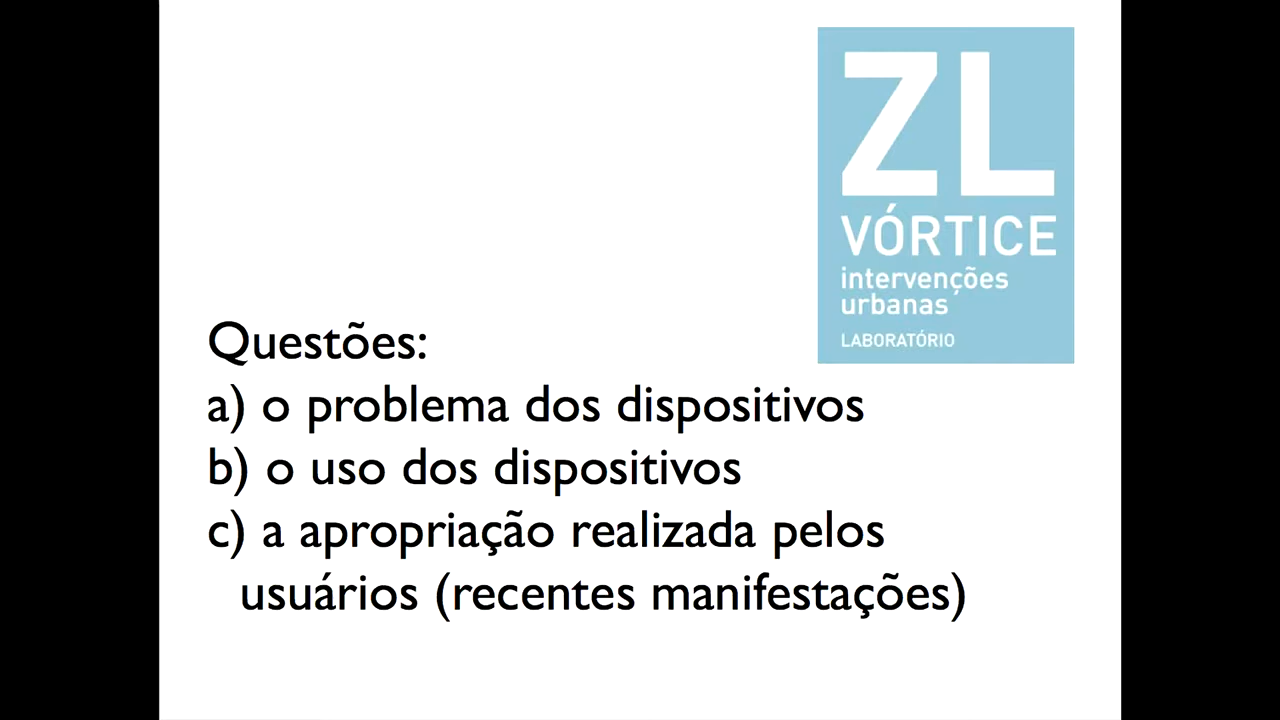 ZL
VÓRTICE
intervenções
urbanas
LABORATÓRIO
Questões:
a) o problema dos dispositivos
b) o uso dos dispositivos
c) a apropriação realizada pelos
usuários (recentes manifestações)